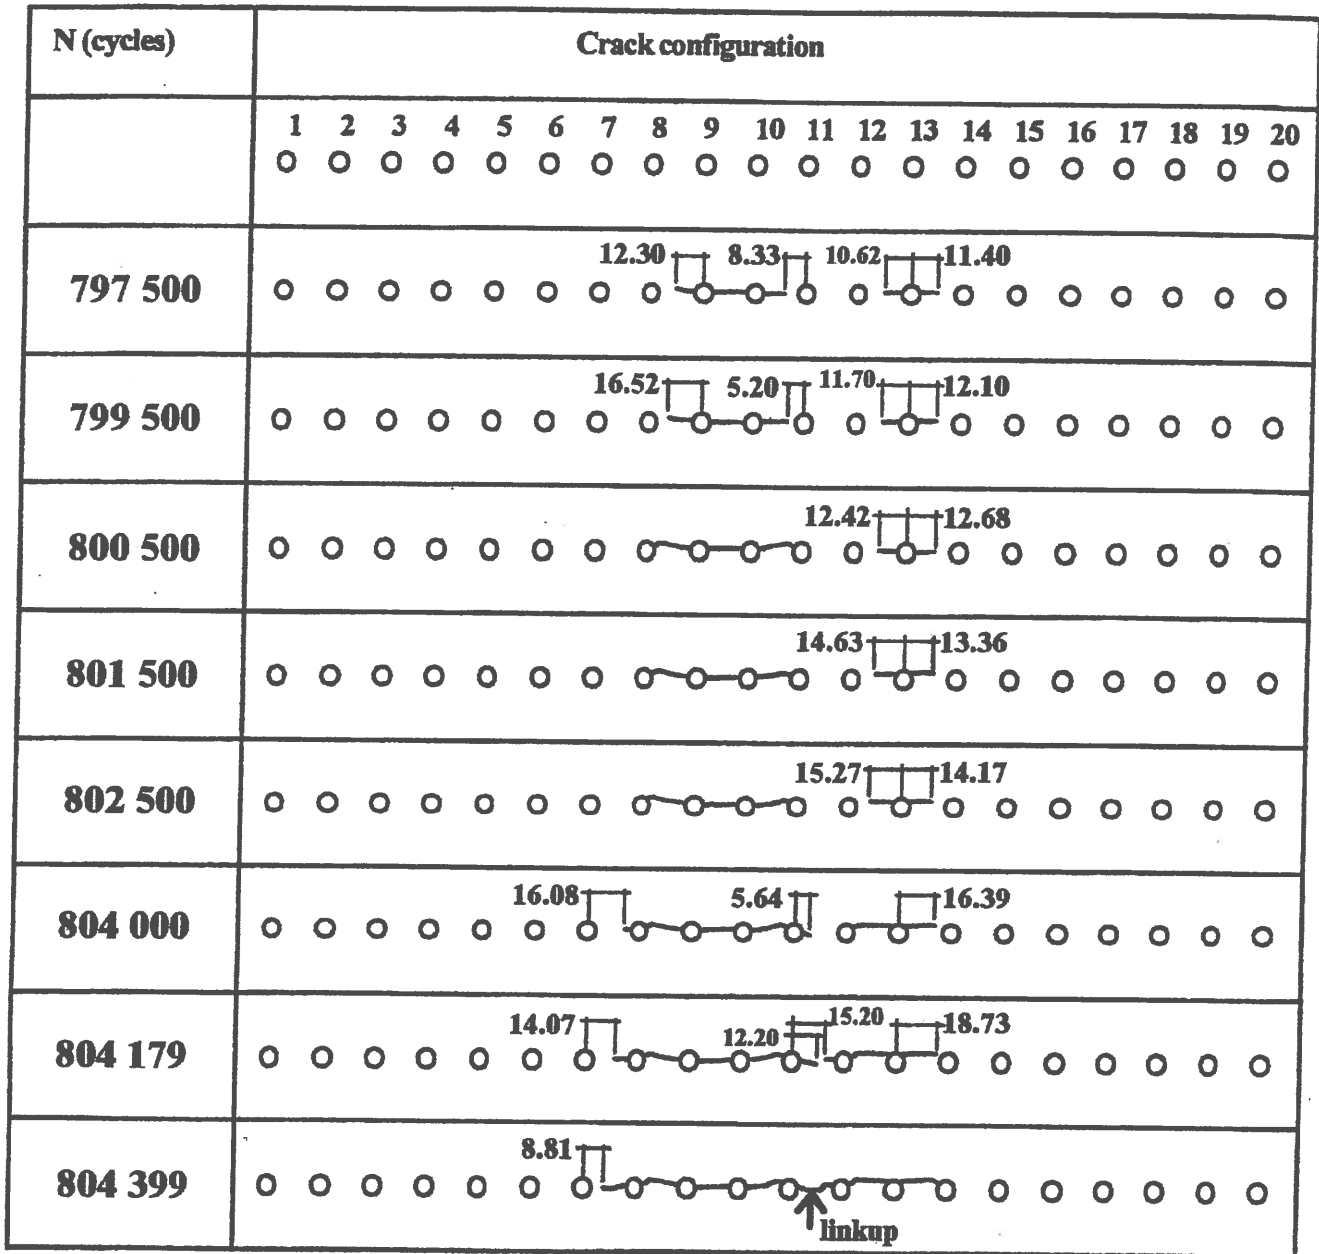 N (cycles) Crack configuration
1 2 3 4 5 6 7 8 9 10 11 12 13 14 15 16 17 18 19 20
12.30 8.33 10.62 11.40
797 500
16.52 5.20 11.70 12.10
799 500
12.42 12.68
800 500
14.63 13.36
801 500
15.27 14.17
802 500
16.08 5.64 16.39
804 000
14.07 12.20 15.20 18.73
804 179
8.81
804 399
linkup